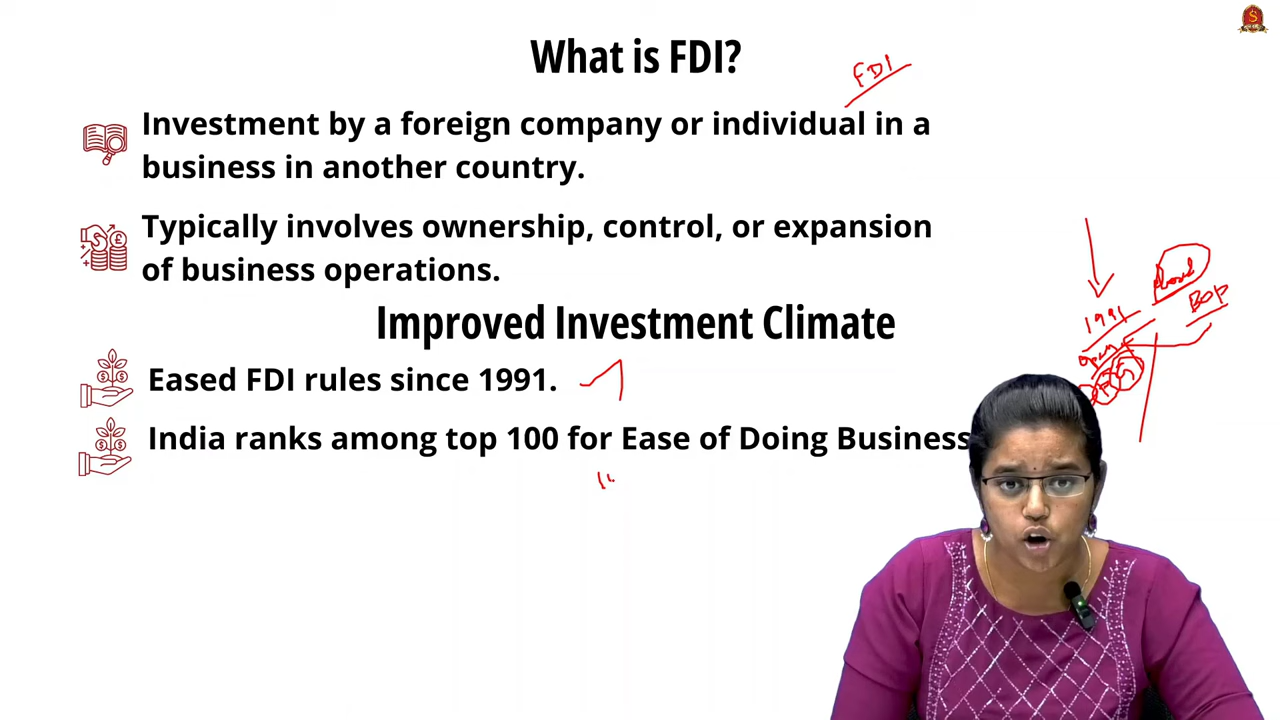 What is FDI?
FDI
Investment by a foreign company or individual in a
business in another country.
Typically involves ownership, control, or expansion
of business operations.
Improved Investment Climate
Eased FDI rules since 1991.
India ranks among top 100 for Ease of Doing Business
BOP
1991